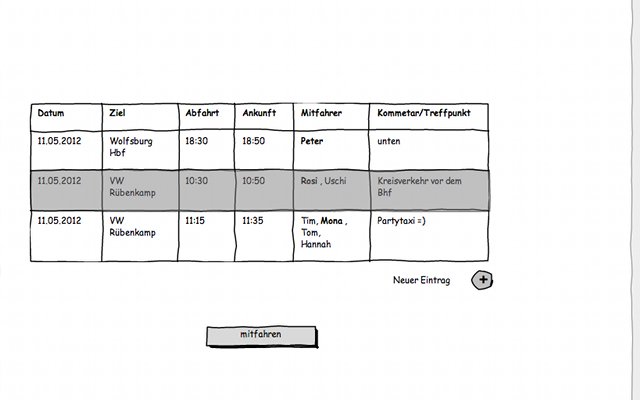 Datum Ziel Abfahrt Ankunft Mitfahrer Kommetar/Treffpunkt
11.05.2012 Wolfsburg 18:30 18:50 Peter unten
Hbf
11.05.2012 VW 10:30 10:50 Rosi , Uschi Kreisverkehr vor dem
Rübenkamp Bhf
11.05.2012 VW 11:15 11:35 Tim, Mona , Partytaxi =)
Rübenkamp Tom,
Hannah
Neuer Eintrag +
mitfahren